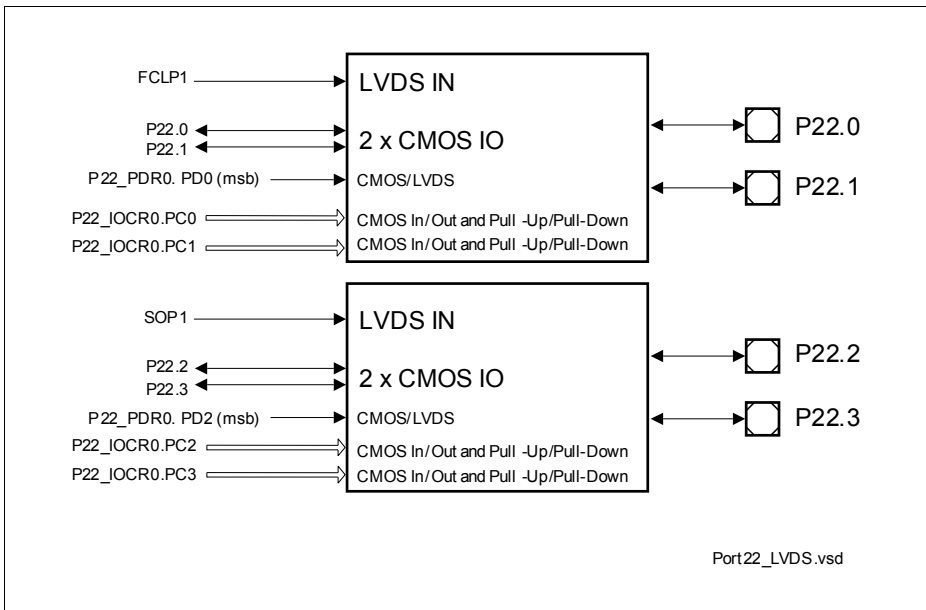 FCLP1
LVDS IN
P22.0
P22.1
2 x CMOS IO
P22_PDR0. PD0 (msb)
CMOS/LVDS
P22_IOCR0.PC0
CMOS In/Out and Pull -Up/Pull-Down
P22_IOCR0.PC1
CMOS In/Out and Pull -Up/Pull-Down
P22.0
P22.1
SOP1
LVDS IN
P22.2
P22.3
2 x CMOS IO
P22_PDR0. PD2 (msb)
CMOS/LVDS
P22_IOCR0.PC2
CMOS In/Out and Pull -Up/Pull-Down
P22_IOCR0.PC3
CMOS In/Out and Pull -Up/Pull-Down
P22.2
P22.3
Port22_LVDS.vsd